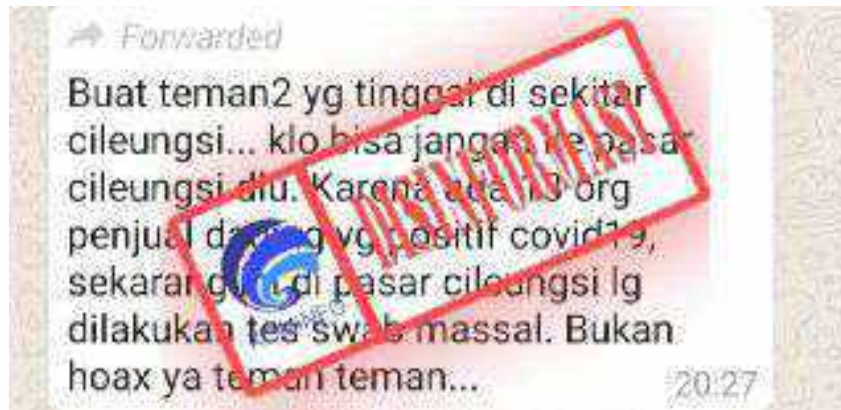 Forwarded
Buat teman2 yg tinggal di sekitar
cileungsi... klo bisa jangan ke pasar
cileungsi dlu. Karena ada org
penjual daging yg positif covid19,
sekarang di pasar cileungsi lg
dilakukan tes swab massal. Bukan
hoax ya teman teman...
20:27
DISINFORMASI